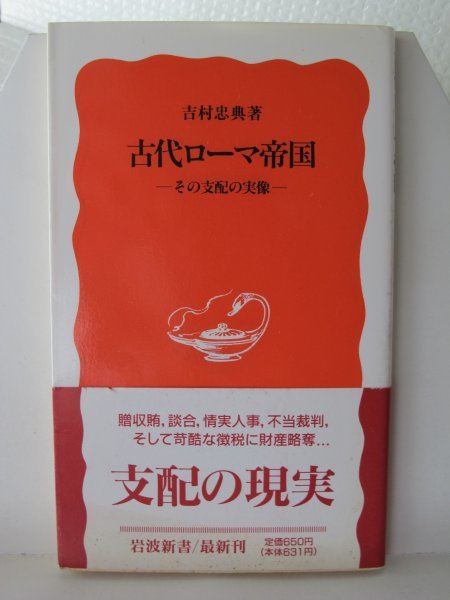 吉村忠典著
古代ローマ帝国
―その支配の実像―
贈収賄，談合，情実人事，不当裁判，
そして苛酷な徴税に財産略奪…
支配の現実
岩波新書/最新刊
定価650円
（本体631円）